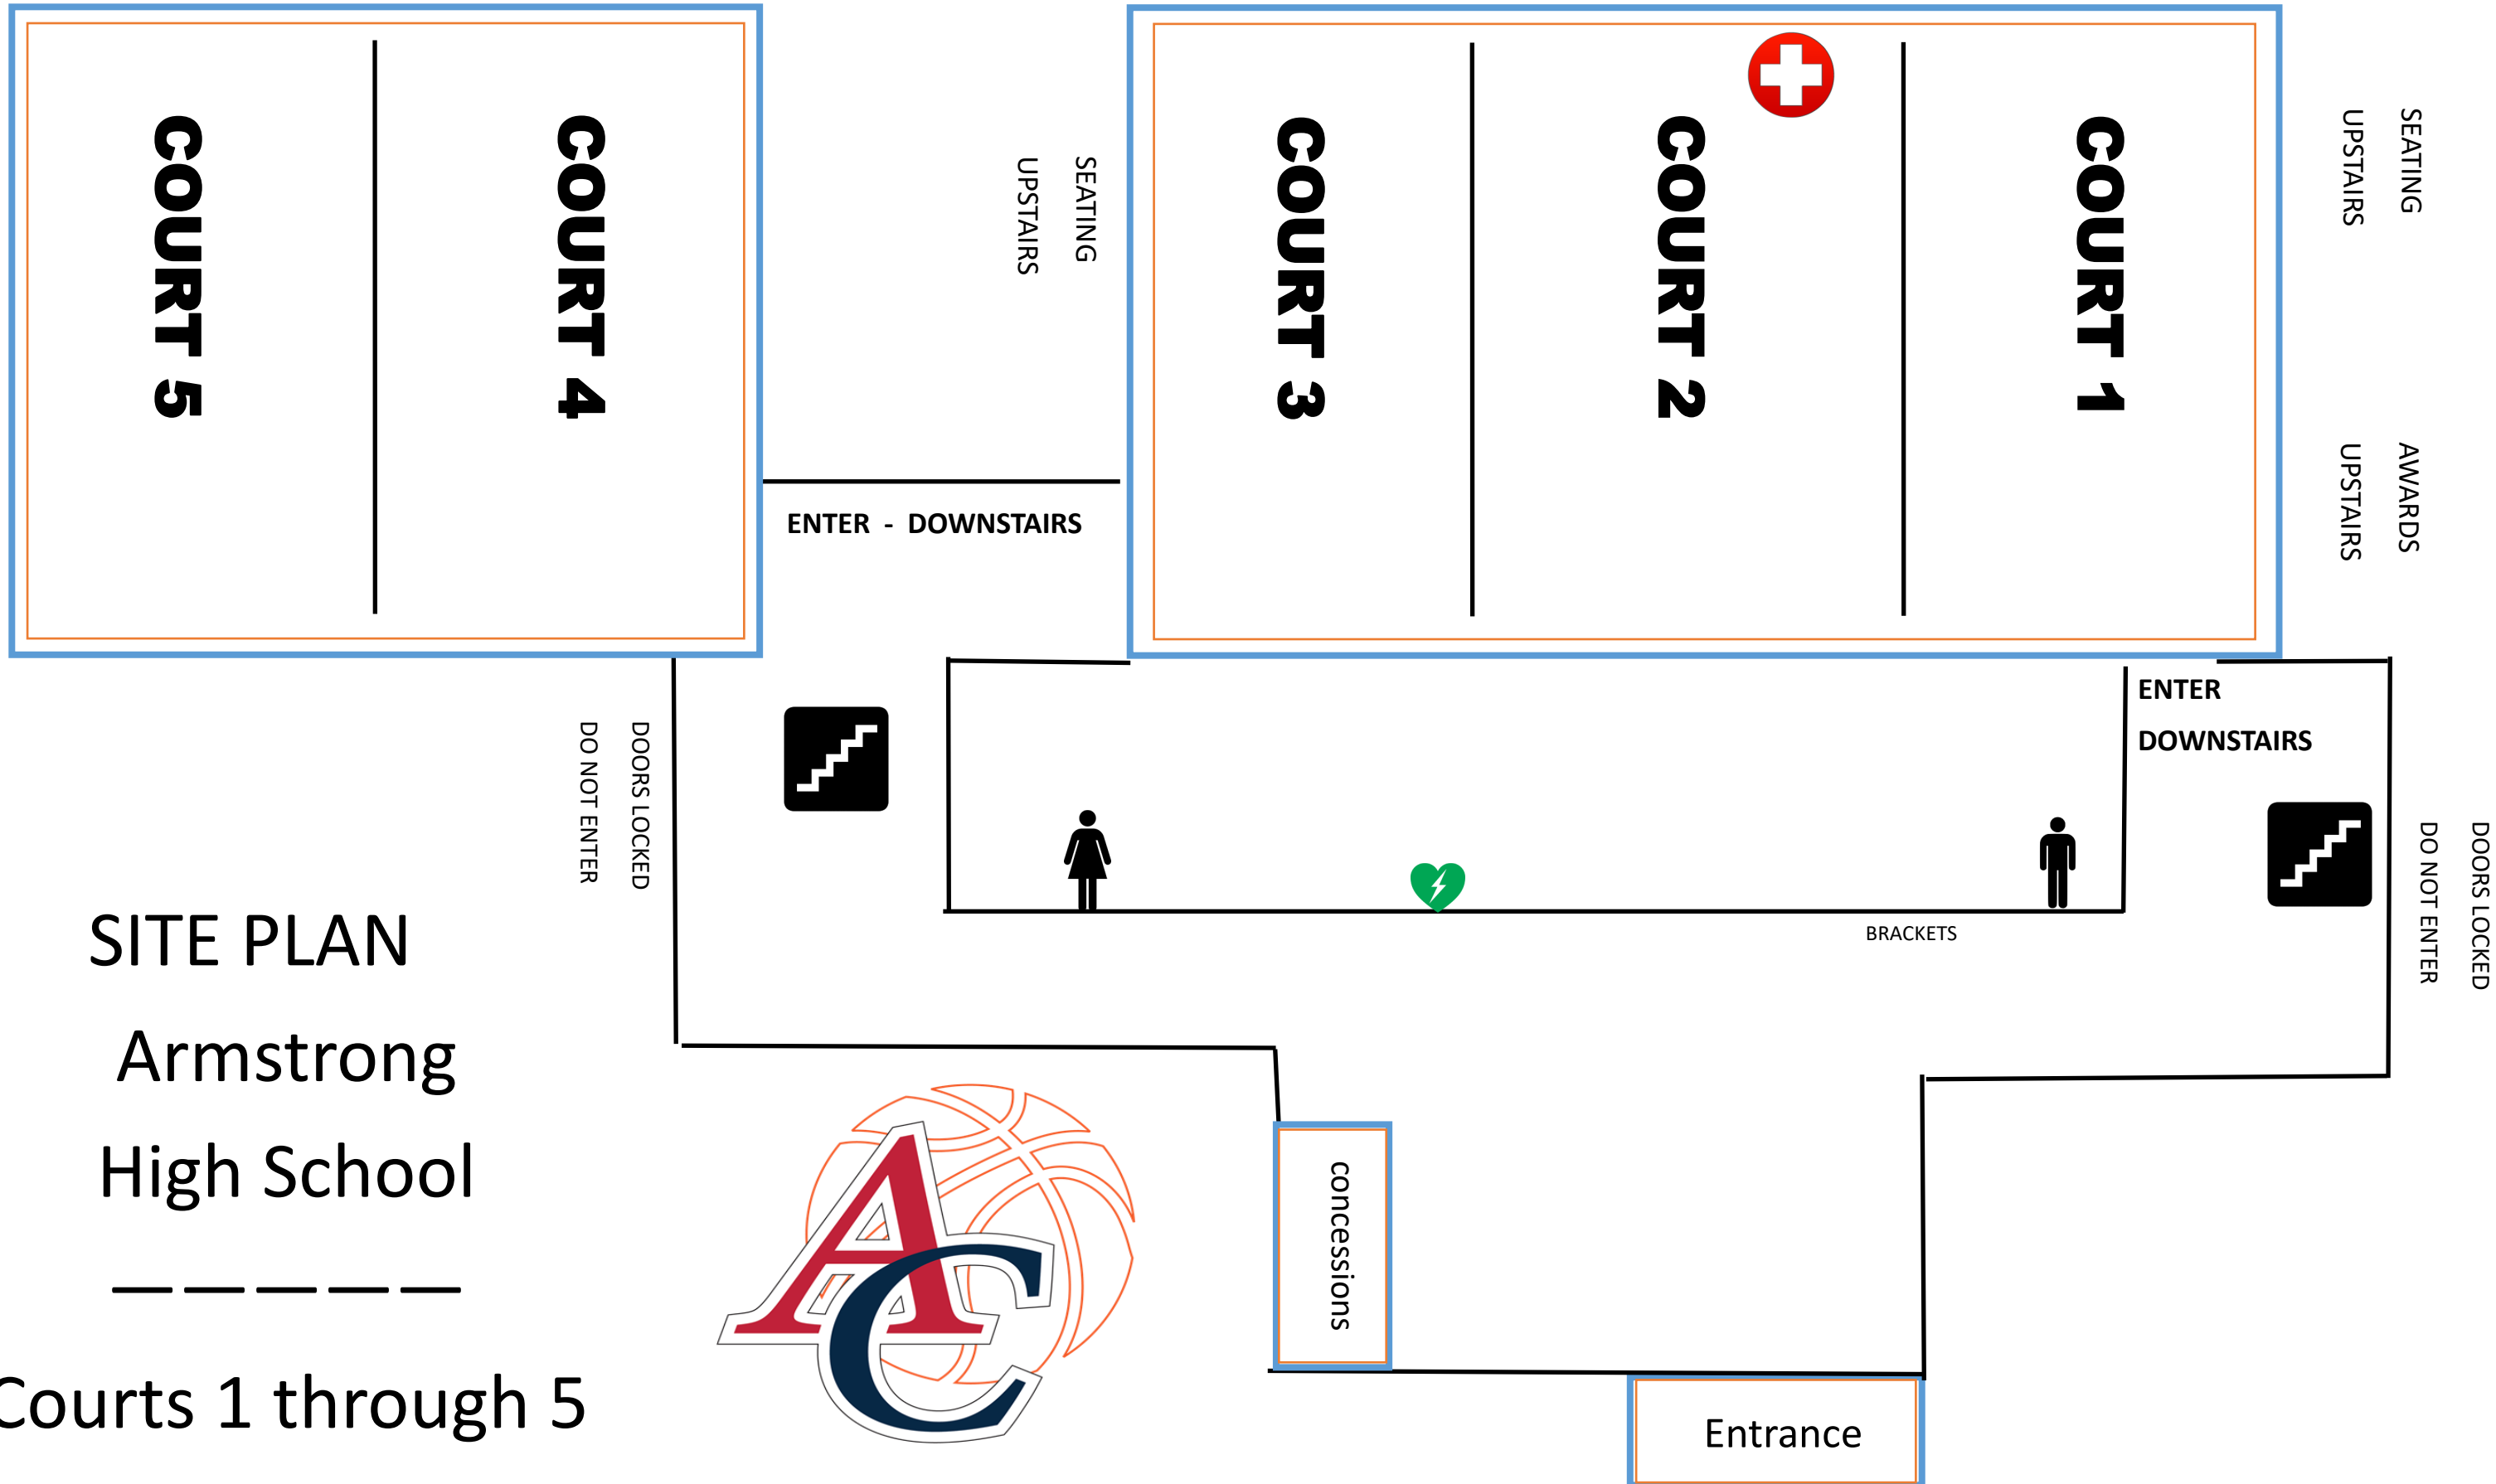 COURT 5
COURT 4
SEATING
UPSTAIRS
COURT 3
COURT 2
COURT 1
SEATING
UPSTAIRS
AWARDS
UPSTAIRS
ENTER - DOWNSTAIRS
ENTER
DOWNSTAIRS
DOORS LOCKED
DO NOT ENTER
DOORS LOCKED
DO NOT ENTER
BRACKETS
SITE PLAN
Armstrong
High School
_ _ _ _ _
Courts 1 through 5
AC
concessions
Entrance